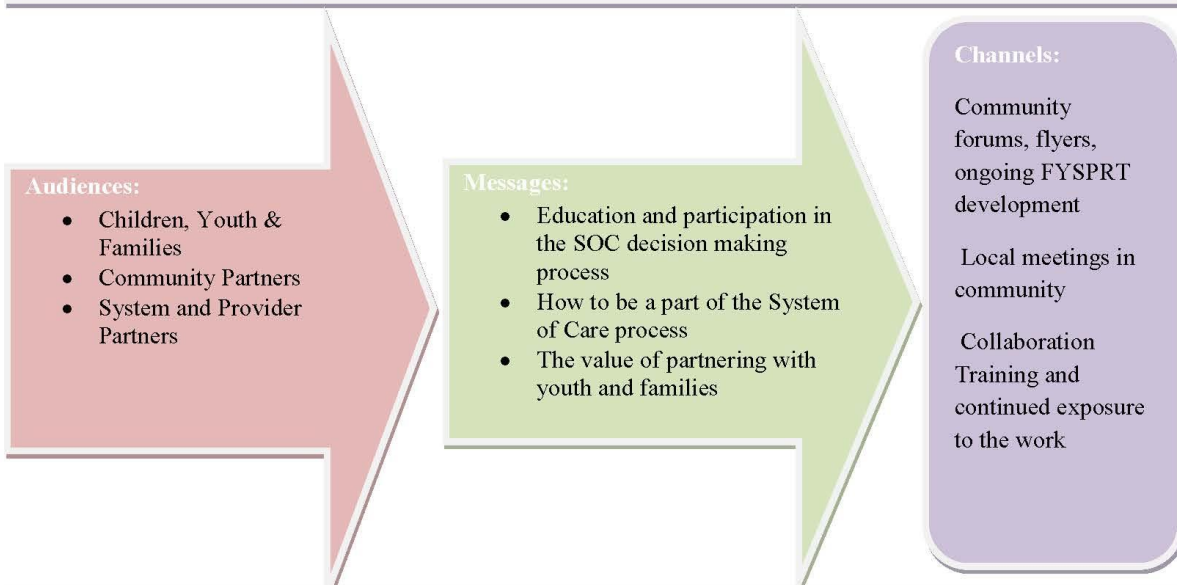 Audiences:
• Children, Youth &
Families
• Community Partners
• System and Provider
Partners
Messages:
• Education and participation in
the SOC decision making
process
• How to be a part of the System
of Care process
• The value of partnering with
youth and families
Channels:
Community
forums, flyers,
ongoing FYSPRT
development
Local meetings in
community
Collaboration
Training and
continued exposure
to the work